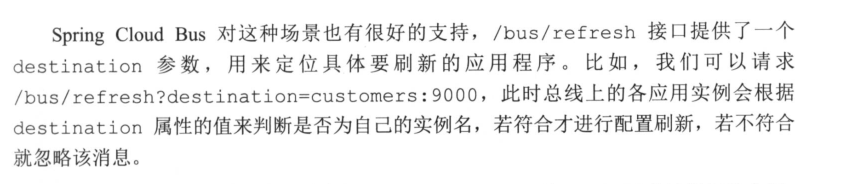 Spring Cloud Bus 对这种场景也有很好的支持，/bus/refresh 接口提供了一个
destination 参数，用来定位具体要刷新的应用程序。比如，我们可以请求
/bus/refresh?destination=customers:9000，此时总线上的各应用实例会根据
destination 属性的值来判断是否为自己的实例名，若符合才进行配置刷新，若不符合
就忽略该消息。